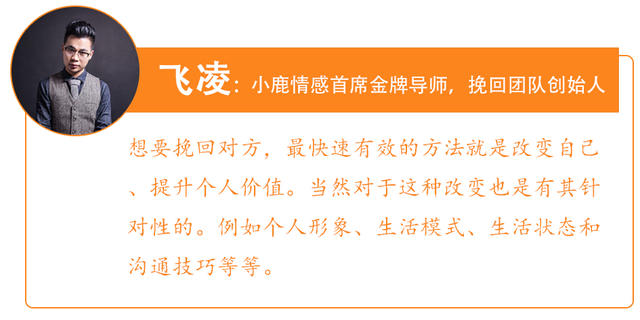 飞凌：小鹿情感首席金牌导师，挽回团队创始人
想要挽回对方，最快速有效的方法就是改变自己
、提升个人价值。当然对于这种改变也是有其针
对性的。例如个人形象、生活模式、生活状态和
沟通技巧等等。